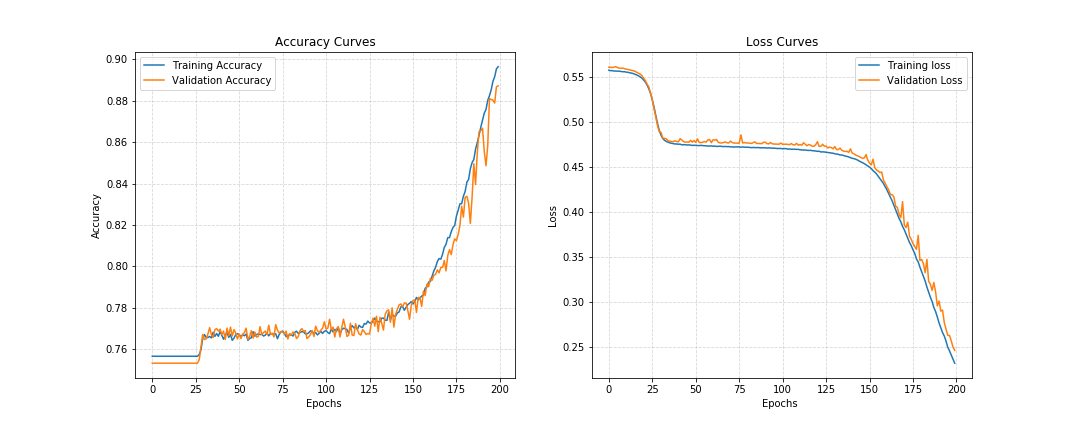 Accuracy Curves
Training Accuracy
Validation Accuracy
0.90
0.88
0.86
0.84
0.82
0.80
0.78
0.76
Accuracy
0 25 50 75 100 125 150 175 200
Epochs
Loss Curves
Training loss
Validation Loss
0.55
0.50
0.45
0.40
0.35
0.30
0.25
Loss
0 25 50 75 100 125 150 175 200
Epochs